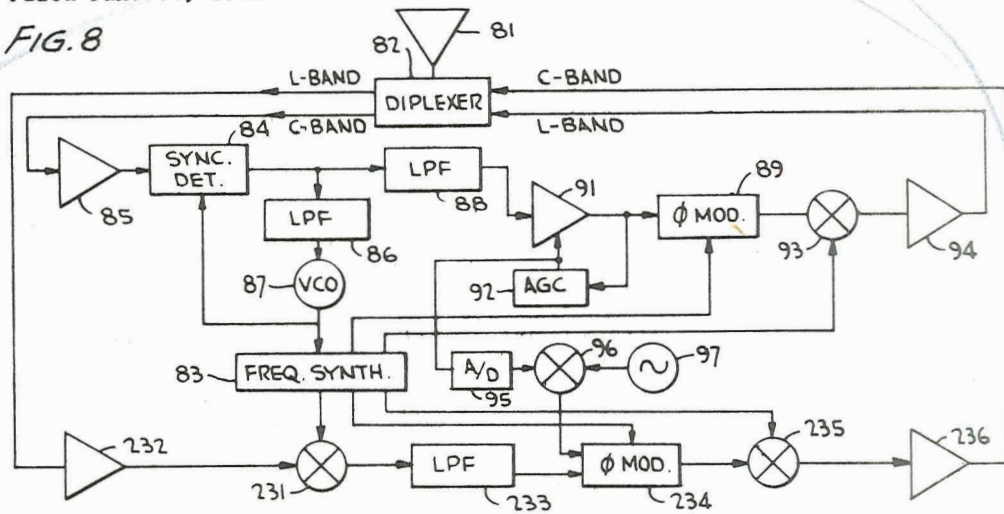 FIG. 8
81
82
L-BAND
C-BAND
DIPLEXER
C-BAND
L-BAND
84
SYNC.
DET.
LPF
91
89
φ MOD.
85
LPF
88
93
94
86
87
VCO
92
AGC
83
FREQ. SYNTH.
A/D
95
96
97
232
235
236
231
LPF
φ MOD.
233
234